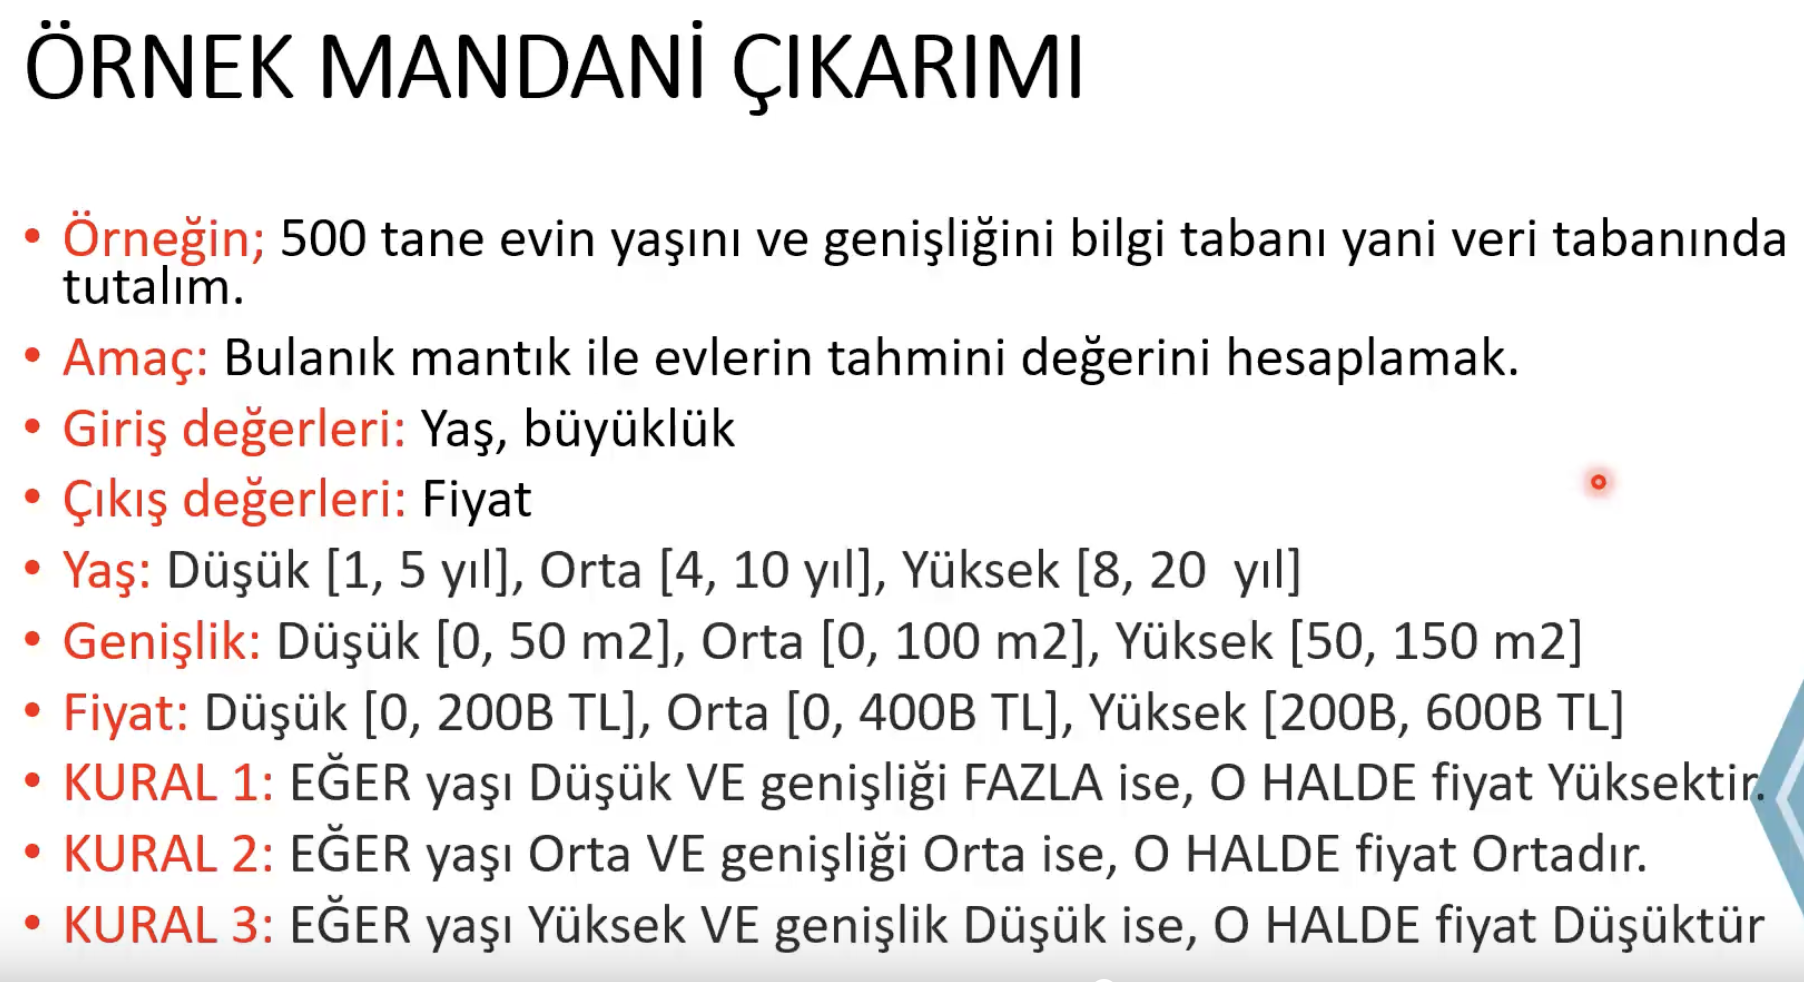 ÖRNEK MANDANİ ÇIKARIMI
• Örneğin; 500 tane evin yaşını ve genişliğini bilgi tabanı yani veri tabanında
tutalım.
• Amaç: Bulanık mantık ile evlerin tahmini değerini hesaplamak.
• Giriş değerleri: Yaş, büyüklük
• Çıkış değerleri: Fiyat
• Yaş: Düşük [1, 5 yıl], Orta [4, 10 yıl], Yüksek [8, 20 yıl]
• Genişlik: Düşük [0, 50 m2], Orta [0, 100 m2], Yüksek [50, 150 m2]
• Fiyat: Düşük [0, 200B TL], Orta [0, 400B TL], Yüksek [200B, 600B TL]
• KURAL 1: EĞER yaşı Düşük VE genişliği FAZLA ise, O HALDE fiyat Yüksektir.
• KURAL 2: EĞER yaşı Orta VE genişliği Orta ise, O HALDE fiyat Ortadır.
• KURAL 3: EĞER yaşı Yüksek VE genişlik Düşük ise, O HALDE fiyat Düşüktür